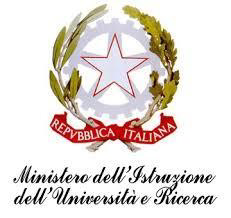 REPVBBLICA ITALIANA
Ministero dell'Istruzione
dell'Università e Ricerca